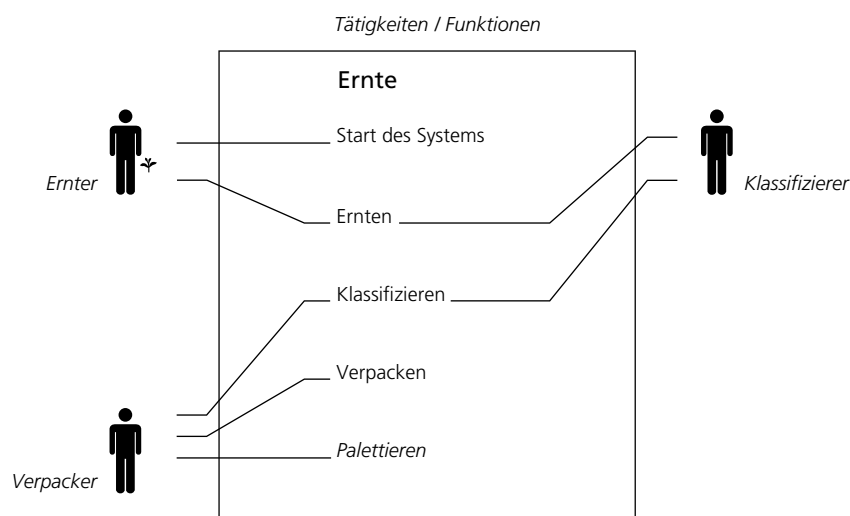 Tätigkeiten / Funktionen
Ernte
Start des Systems
Ernter
Klassifizierer
Ernten
Klassifizieren
Verpacken
Palettieren
Verpacker